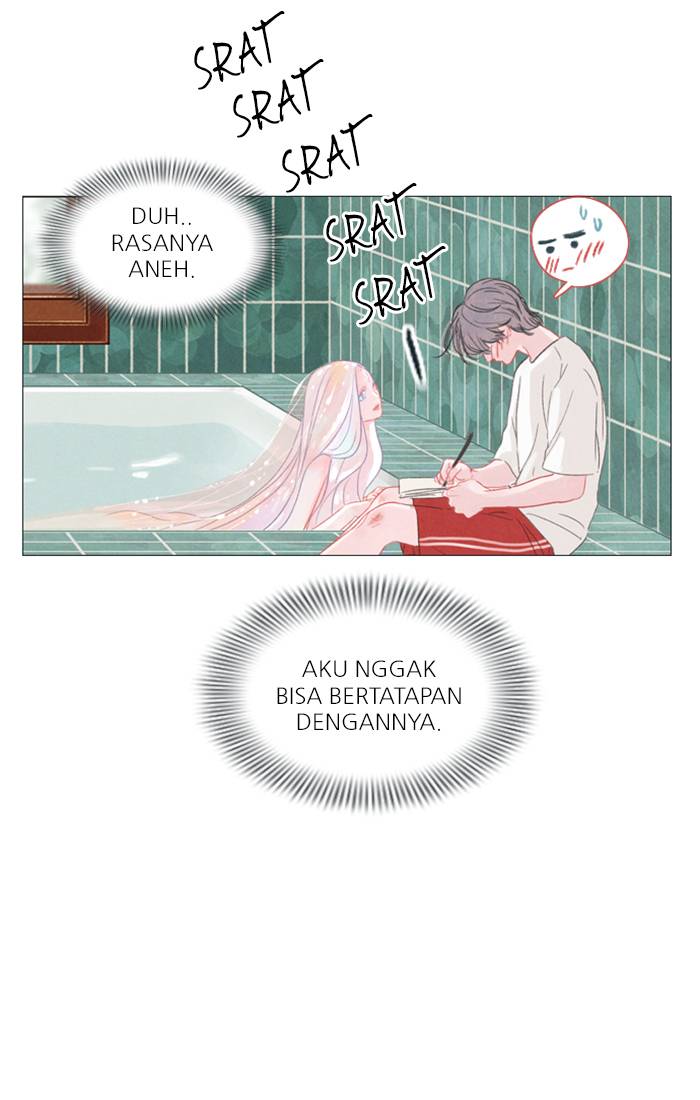 SRAT
SRAT
SRAT
SRAT
SRAT
DUH..
RASANYA
ANEH.
AKU NGGAK
BISA BERTATAPAN
DENGANNYA.